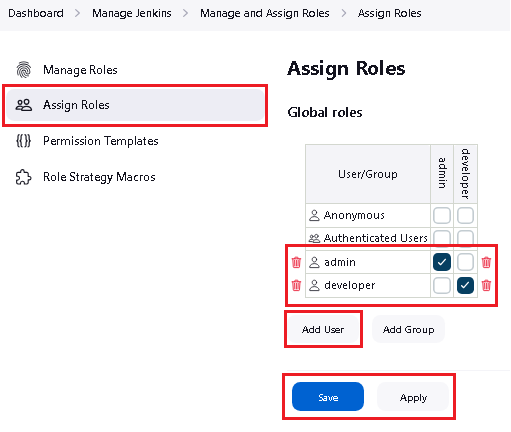 Dashboard > Manage Jenkins > Manage and Assign Roles > Assign Roles
Manage Roles
Assign Roles
Permission Templates
Role Strategy Macros
Assign Roles
Global roles
User/Group admin developer
Anonymous
Authenticated Users
admin
developer
Add User Add Group
Save Apply